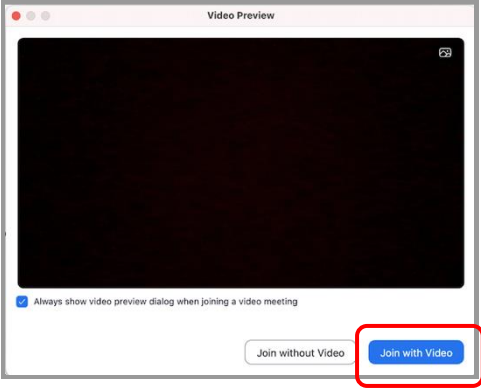 Video Preview
Always show video preview dialog when joining a video meeting
Join without Video
Join with Video